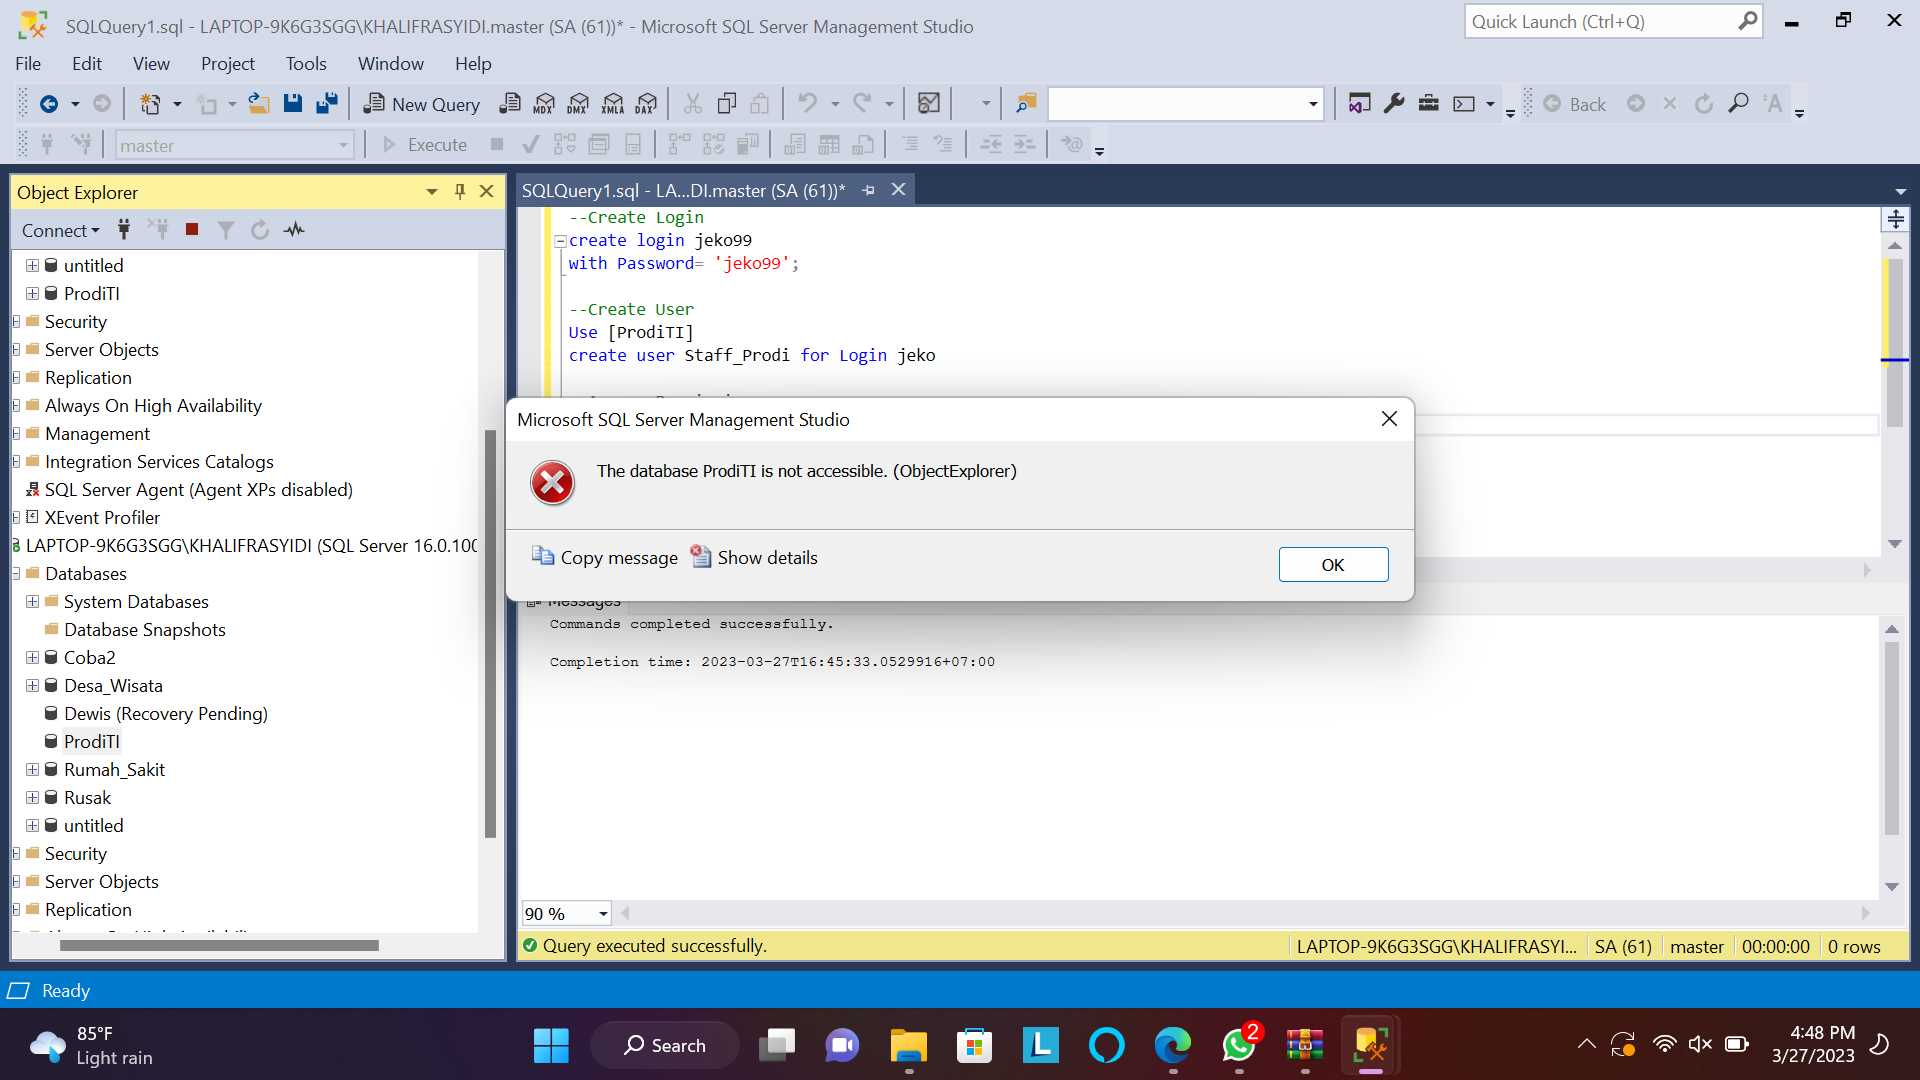 SQLQuery1.sql - LAPTOP-9K6G3SGG\KHALIFRASYIDI.master (SA (61))* - Microsoft SQL Server Management Studio
Quick Launch (Ctrl+Q)
File Edit View Project Tools Window Help
New Query MDX DMX XMLA DAX Back
master Execute
Object Explorer
Connect
untitled
ProdiTI
Security
Server Objects
Replication
Always On High Availability
Management
Integration Services Catalogs
SQL Server Agent (Agent XPs disabled)
XEvent Profiler
LAPTOP-9K6G3SGG\KHALIFRASYIDI (SQL Server 16.0.100
Databases
System Databases
Database Snapshots
Coba2
Desa_Wisata
Dewis (Recovery Pending)
ProdiTI
Rumah_Sakit
Rusak
untitled
Security
Server Objects
Replication
SQLQuery1.sql - LA...DI.master (SA (61))*
--Create Login
create login jeko99
with Password= 'jeko99';
--Create User
Use [ProdiTI]
create user Staff_Prodi for Login jeko
Microsoft SQL Server Management Studio
The database ProdiTI is not accessible. (ObjectExplorer)
Copy message Show details OK
Messages
Commands completed successfully.
Completion time: 2023-03-27T16:45:33.0529916+07:00
90 %
Query executed successfully.
LAPTOP-9K6G3SGG\KHALIFRASYI... SA (61) master 00:00:00 0 rows
Ready
85°F
Light rain
Search
L
2
4:48 PM
3/27/2023